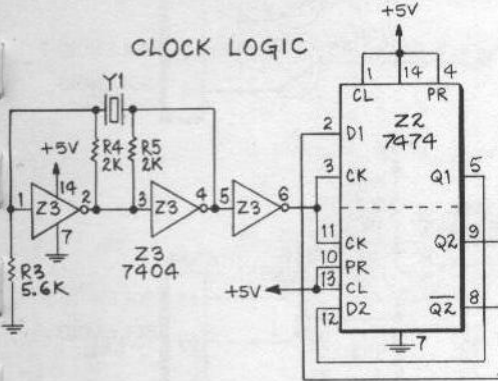 +5V
CLOCK LOGIC
1 14 4
CL PR
Y1
Z2
7474
2 D1
+5V
R4
2K
R5
2K
3 CK
Q1 5
14
1 Z3 2
3 Z3 4
5 Z3 6
7
Z3
7404
11 CK
Q2 9
R3
5.6K
10 PR
+5V
13 CL
12 D2
Q2 8
7